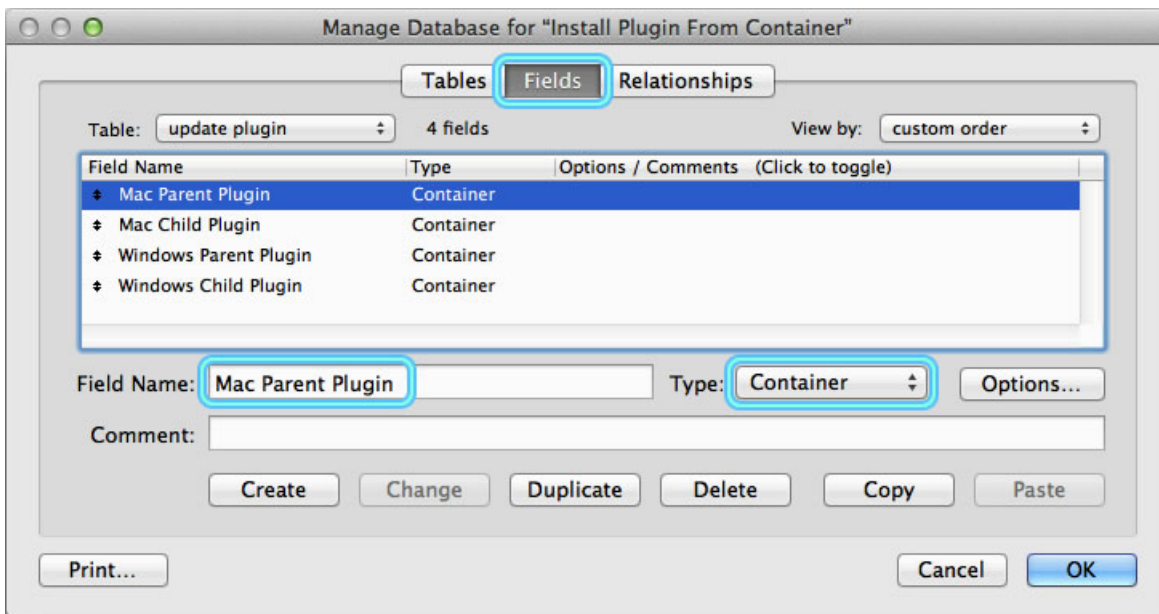 Manage Database for “Install Plugin From Container”
Tables Fields Relationships
Table: update plugin 4 fields View by: custom order
Field Name Type Options / Comments (Click to toggle)
Mac Parent Plugin Container
Mac Child Plugin Container
Windows Parent Plugin Container
Windows Child Plugin Container
Field Name: Mac Parent Plugin Type: Container Options...
Comment:
Create Change Duplicate Delete Copy Paste
Print... Cancel OK